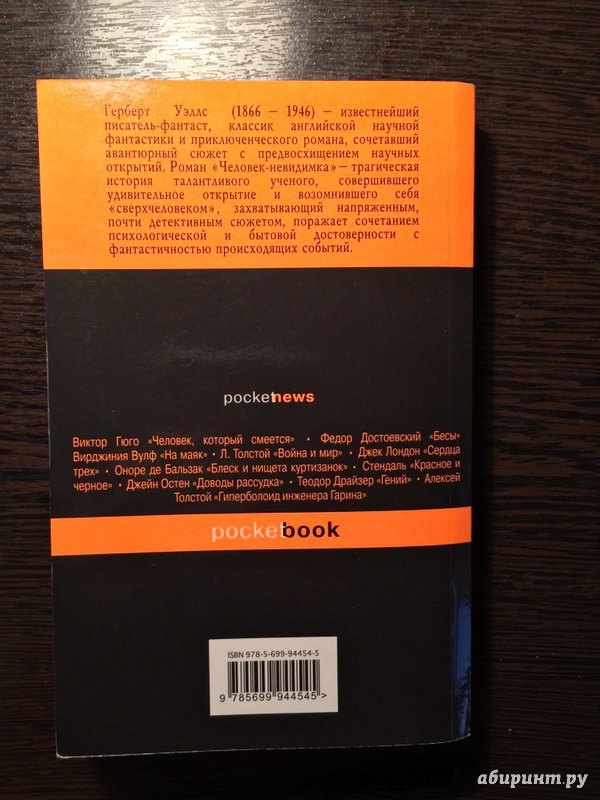 Герберт Уэллс (1866 – 1946) – известнейший
писатель-фантаст, классик английской научной
фантастики и приключенческого романа, сочетавший
авантюрный сюжет с предвосхищением научных
открытий. Роман «Человек-невидимка» – трагическая
история талантливого ученого, совершившего
удивительное открытие и возомнившего себя
«сверхчеловеком», захватывающий напряженным,
почти детективным сюжетом, поражает сочетанием
психологической и бытовой достоверности с
фантастичностью происходящих событий.
pocketnews
Виктор Гюго «Человек, который смеется» • Федор Достоевский «Бесы»
Вирджиния Вулф «На маяк» • Л. Толстой «Война и мир» • Джек Лондон «Сердца
трех» • Оноре де Бальзак «Блеск и нищета куртизанок» • Стендаль «Красное и
черное» • Джейн Остен «Доводы рассудка» • Теодор Драйзер «Гений» • Алексей
Толстой «Гиперболоид инженера Гарина»
pocketbook
ISBN 978-5-699-94454-5
9 785699 944545>
абиринт.ру